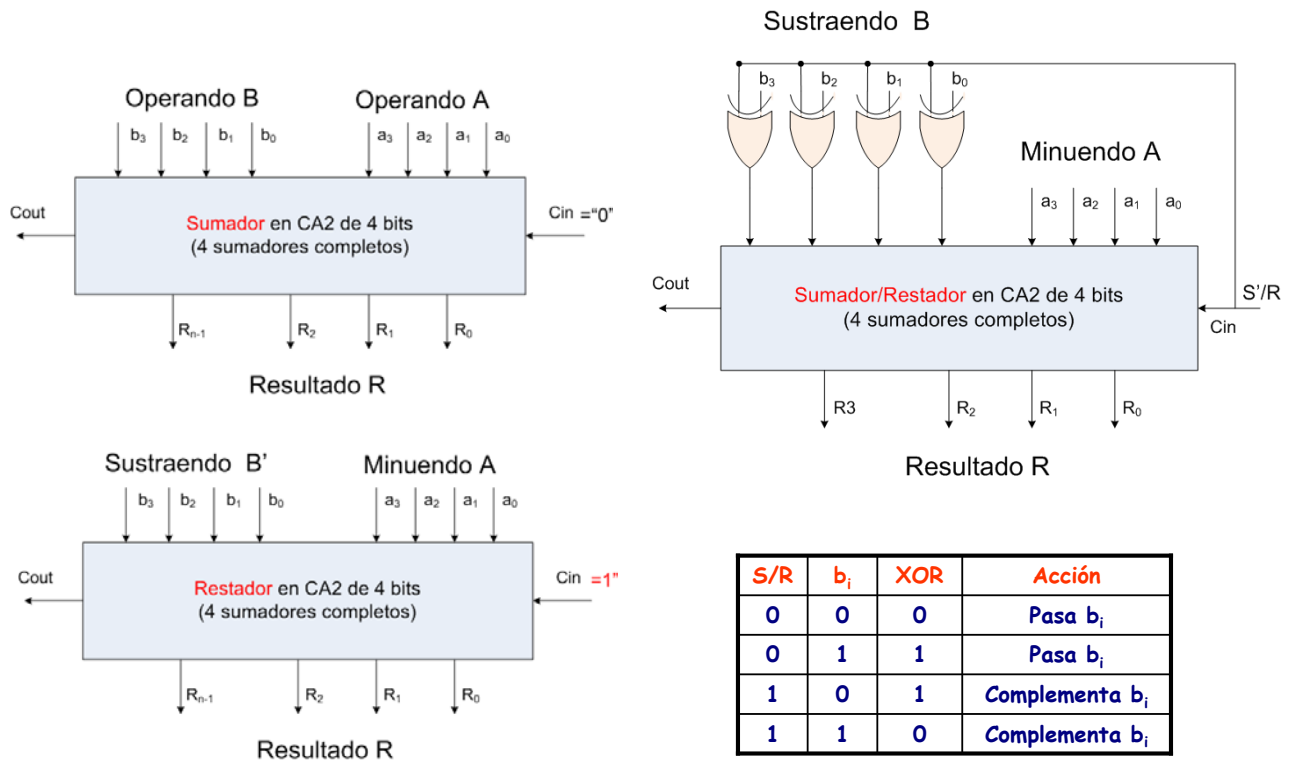 Operando B
Operando A
b3 b2 b1 b0
a3 a2 a1 a0
Cout
Sumador en CA2 de 4 bits
(4 sumadores completos)
Cin ="0"
Rn-1 R2 R1 R0
Resultado R
Sustraendo B'
Minuendo A
b3 b2 b1 b0
a3 a2 a1 a0
Cout
Restador en CA2 de 4 bits
(4 sumadores completos)
Cin =1"
Rn-1 R2 R1 R0
Resultado R
Sustraendo B
b3 b2 b1 b0
Minuendo A
a3 a2 a1 a0
Cout
Sumador/Restador en CA2 de 4 bits
(4 sumadores completos)
S'/R
Cin
R3 R2 R1 R0
Resultado R
S/R bi XOR Acción
0 0 0 Pasa bi
0 1 1 Pasa bi
1 0 1 Complementa bi
1 1 0 Complementa bi